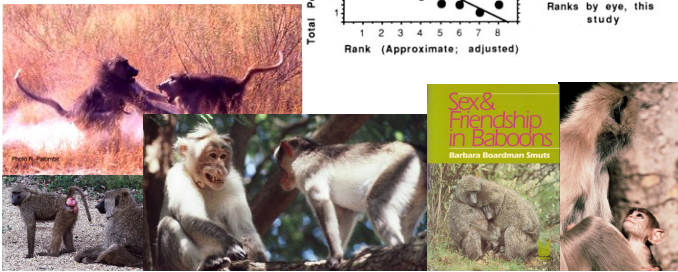 Total P
1
1 2 3 4 5 6 7 8
Rank (Approximate; adjusted)
Ranks by eye, this
study
Sex &
Friendship
in Baboons
Barbara Boardman Smuts
Photo R. Palombit